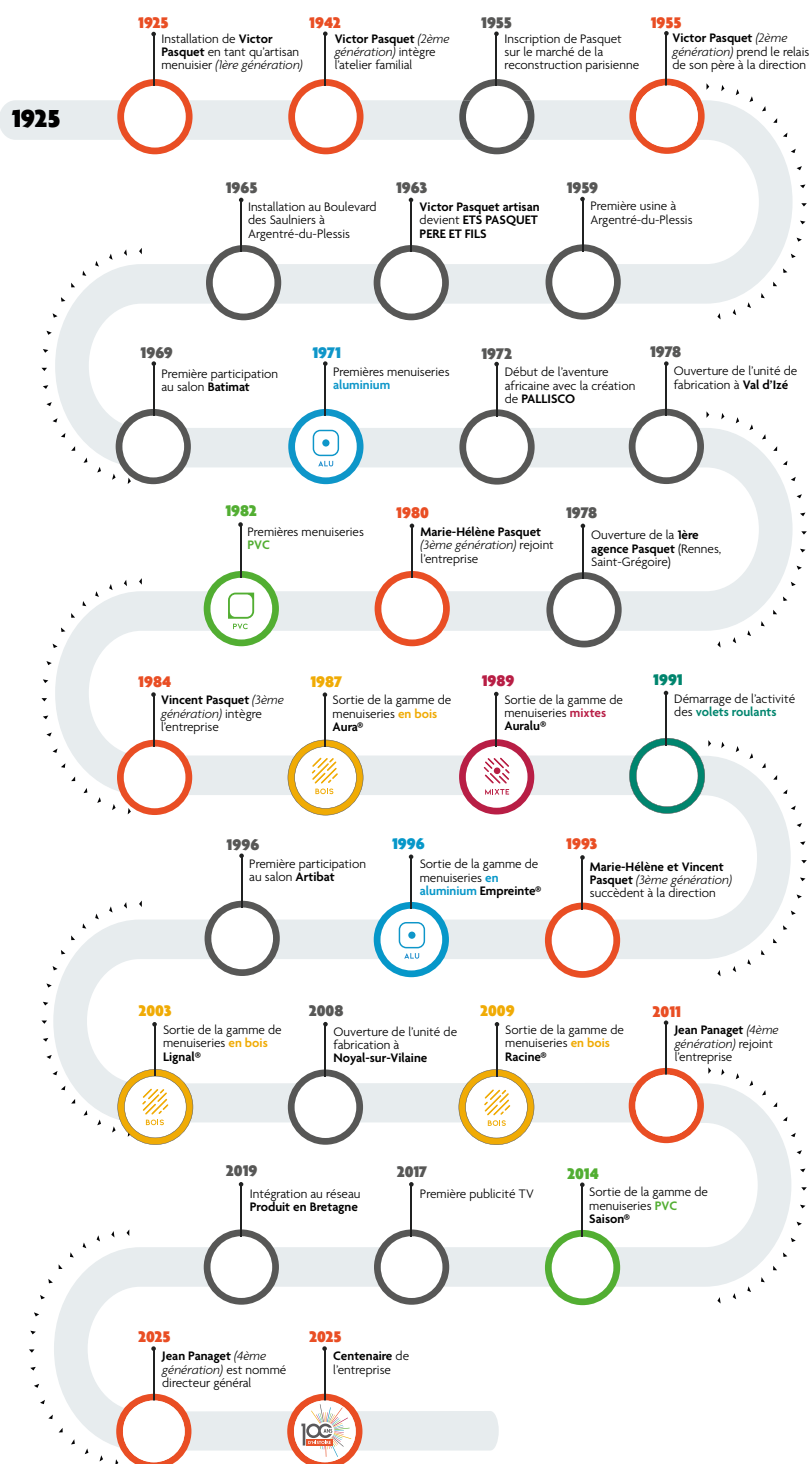 1925
1925
Installation de Victor
Pasquet en tant qu'artisan
menuisier (1ère génération)
1942
Victor Pasquet (2ème
génération) intègre
l'atelier familial
1955
Inscription de Pasquet
sur le marché de la
reconstruction parisienne
1955
Victor Pasquet (2ème
génération) prend le relais
de son père à la direction
1959
Première usine à
Argentré-du-Plessis
1963
Victor Pasquet artisan
devient ETS PASQUET
PERE ET FILS
1965
Installation au Boulevard
des Saulniers à
Argentré-du-Plessis
1969
Première participation
au salon Batimat
1971
Premières menuiseries
aluminium
ALU
1972
Début de l'aventure
africaine avec la création
de PALLISCO
1978
Ouverture de l'unité de
fabrication à Val d'Izé
1978
Ouverture de la 1ère
agence Pasquet (Rennes,
Saint-Grégoire)
1980
Marie-Hélène Pasquet
(3ème génération) rejoint
l'entreprise
1982
Premières menuiseries
PVC
PVC
1984
Vincent Pasquet (3ème
génération) intègre
l'entreprise
1987
Sortie de la gamme de
menuiseries en bois
Aura®
BOIS
1989
Sortie de la gamme de
menuiseries mixtes
Auralu®
MIXTE
1991
Démarrage de l'activité
des volets roulants
1993
Marie-Hélène et Vincent
Pasquet (3ème génération)
succèdent à la direction
1996
Sortie de la gamme de
menuiseries en
aluminium Empreinte®
ALU
1996
Première participation
au salon Artibat
2003
Sortie de la gamme de
menuiseries en bois
Lignal®
BOIS
2008
Ouverture de l'unité de
fabrication à
Noyal-sur-Vilaine
2009
Sortie de la gamme de
menuiseries en bois
Racine®
BOIS
2011
Jean Panaget (4ème
génération) rejoint
l'entreprise
2014
Sortie de la gamme de
menuiseries PVC
Saison®
2017
Première publicité TV
2019
Intégration au réseau
Produit en Bretagne
2025
Jean Panaget (4ème
génération) est nommé
directeur général
2025
Centenaire de
l'entreprise
100 ANS